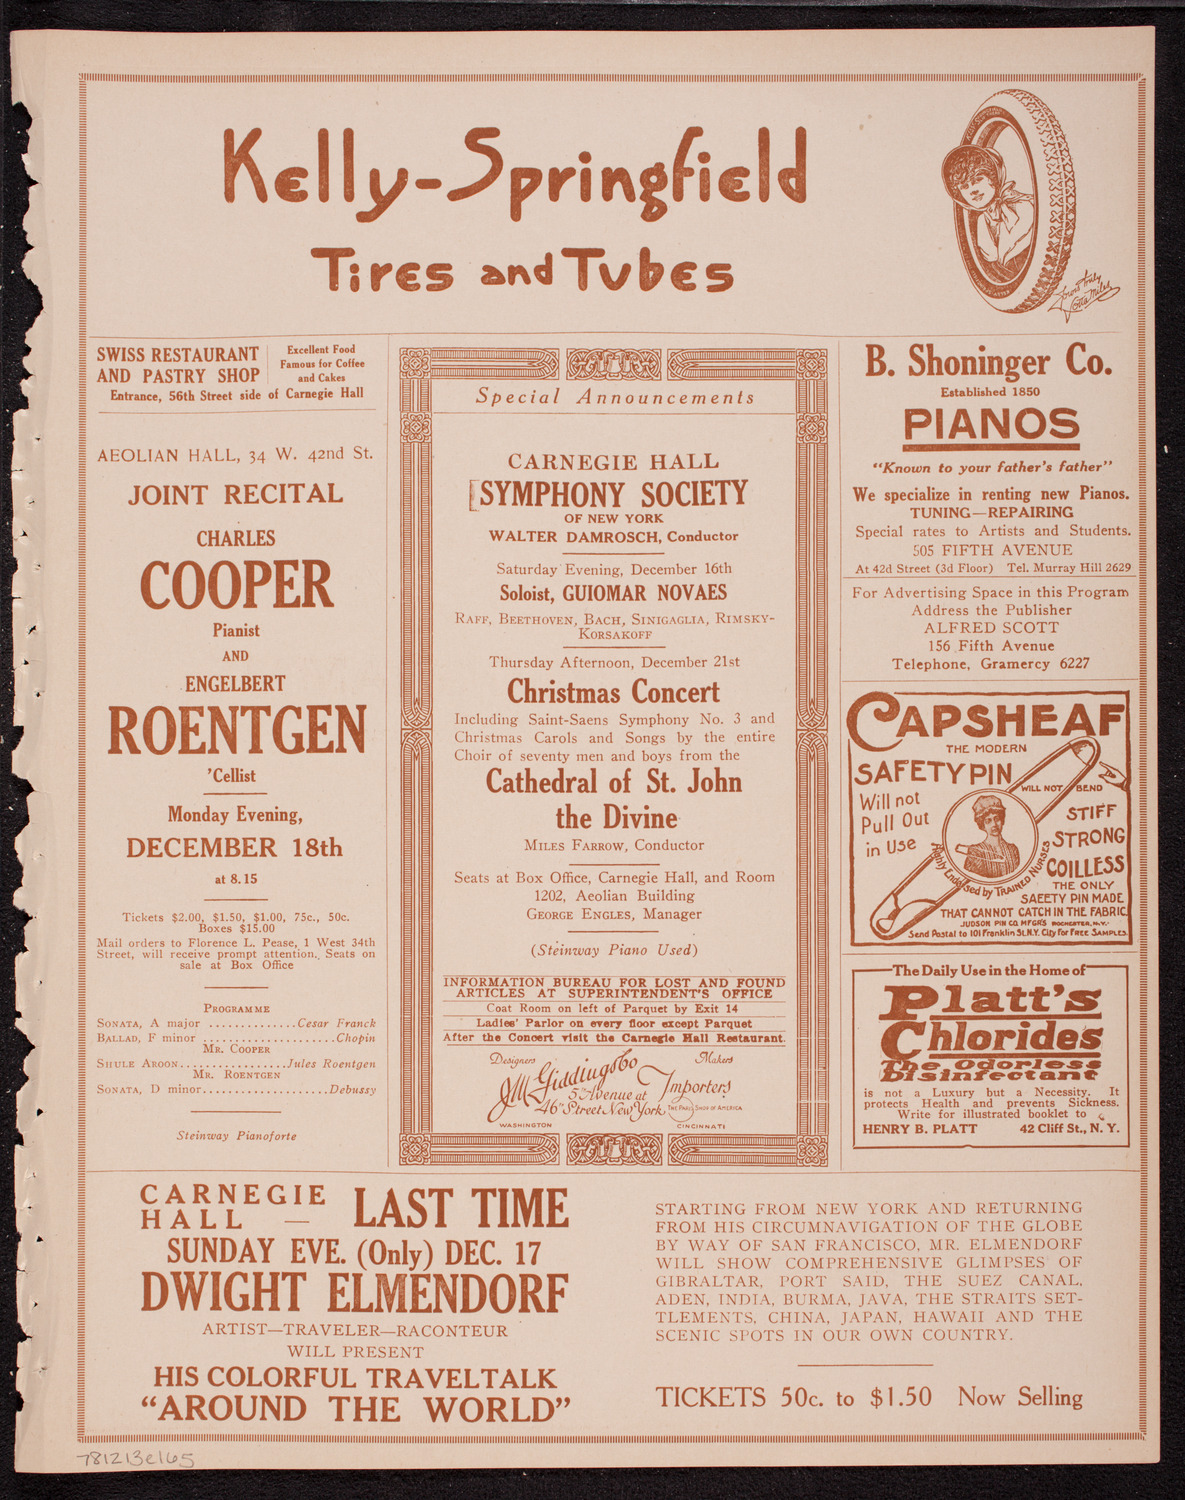 Kelly-Springfield
Tires and Tubes
Yours truly
Lotta Miles
SWISS RESTAURANT
AND PASTRY SHOP
Excellent Food
Famous for Coffee
and Cakes
Entrance, 56th Street side of Carnegie Hall
AEOLIAN HALL, 34 W. 42nd St.
JOINT RECITAL
CHARLES
COOPER
Pianist
AND
ENGELBERT
ROENTGEN
'Cellist
Monday Evening,
DECEMBER 18th
at 8.15
Tickets $2.00, $1.50, $1.00, 75c., 50c.
Boxes $15.00
Mail orders to Florence L. Pease, 1 West 34th
Street, will receive prompt attention. Seats on
sale at Box Office
PROGRAMME
SONATA, A major ..............Cesar Franck
BALLAD, F minor .....................Chopin
MR. COOPER
SHULE AROON.................Jules Roentgen
MR. ROENTGEN
SONATA, D minor....................Debussy
Steinway Pianoforte
Special Announcements
CARNEGIE HALL
[SYMPHONY SOCIETY
OF NEW YORK
WALTER DAMROSCH, Conductor
Saturday Evening, December 16th
Soloist, GUIOMAR NOVAES
RAFF, BEETHOVEN, BACH, SINIGAGLIA, RIMSKY-
KORSAKOFF
Thursday Afternoon, December 21st
Christmas Concert
Including Saint-Saens Symphony No. 3 and
Christmas Carols and Songs by the entire
Choir of seventy men and boys from the
Cathedral of St. John
the Divine
MILES FARROW, Conductor
Seats at Box Office, Carnegie Hall, and Room
1202, Aeolian Building
GEORGE ENGLES, Manager
(Steinway Piano Used)
INFORMATION BUREAU FOR LOST AND FOUND
ARTICLES AT SUPERINTENDENT'S OFFICE
Coat Room on left of Parquet by Exit 14
Ladies' Parlor on every floor except Parquet
After the Concert visit the Carnegie Hall Restaurant.
Designers Makers
JM Giddings & Co Importers
5th Avenue at
46th Street New York. THE PARIS SHOP OF AMERICA
WASHINGTON CINCINNATI
B. Shoninger Co.
Established 1850
PIANOS
"Known to your father's father"
We specialize in renting new Pianos.
TUNING—REPAIRING
Special rates to Artists and Students.
505 FIFTH AVENUE
At 42d Street (3d Floor) Tel. Murray Hill 2629
For Advertising Space in this Program
Address the Publisher
ALFRED SCOTT
156 Fifth Avenue
Telephone, Gramercy 6227
CAPSHEAF
THE MODERN
SAFETY PIN
WILL NOT BEND
Will not
Pull Out
in Use
STIFF
STRONG
COILLESS
Highly Endorsed by TRAINED NURSES
THE ONLY
SAFETY PIN MADE
THAT CANNOT CATCH IN THE FABRIC.
JUDSON PIN CO. MFGRS ROCHESTER, N.Y.
Send Postal to 101 Franklin St. N.Y. City for FREE SAMPLES
The Daily Use in the Home of
Platt's
Chlorides
The Odorless
Disinfectant
is not a Luxury but a Necessity. It
protects Health and prevents Sickness.
Write for illustrated booklet to
HENRY B. PLATT 42 Cliff St., N. Y.
CARNEGIE
HALL — LAST TIME
SUNDAY EVE. (Only) DEC. 17
DWIGHT ELMENDORF
ARTIST—TRAVELER—RACONTEUR
WILL PRESENT
HIS COLORFUL TRAVELTALK
"AROUND THE WORLD"
STARTING FROM NEW YORK AND RETURNING
FROM HIS CIRCUMNAVIGATION OF THE GLOBE
BY WAY OF SAN FRANCISCO, MR. ELMENDORF
WILL SHOW COMPREHENSIVE GLIMPSES OF
GIBRALTAR, PORT SAID, THE SUEZ CANAL,
ADEN, INDIA, BURMA, JAVA, THE STRAITS SET-
TLEMENTS, CHINA, JAPAN, HAWAII AND THE
SCENIC SPOTS IN OUR OWN COUNTRY.
TICKETS 50c. to $1.50 Now Selling
781213e165